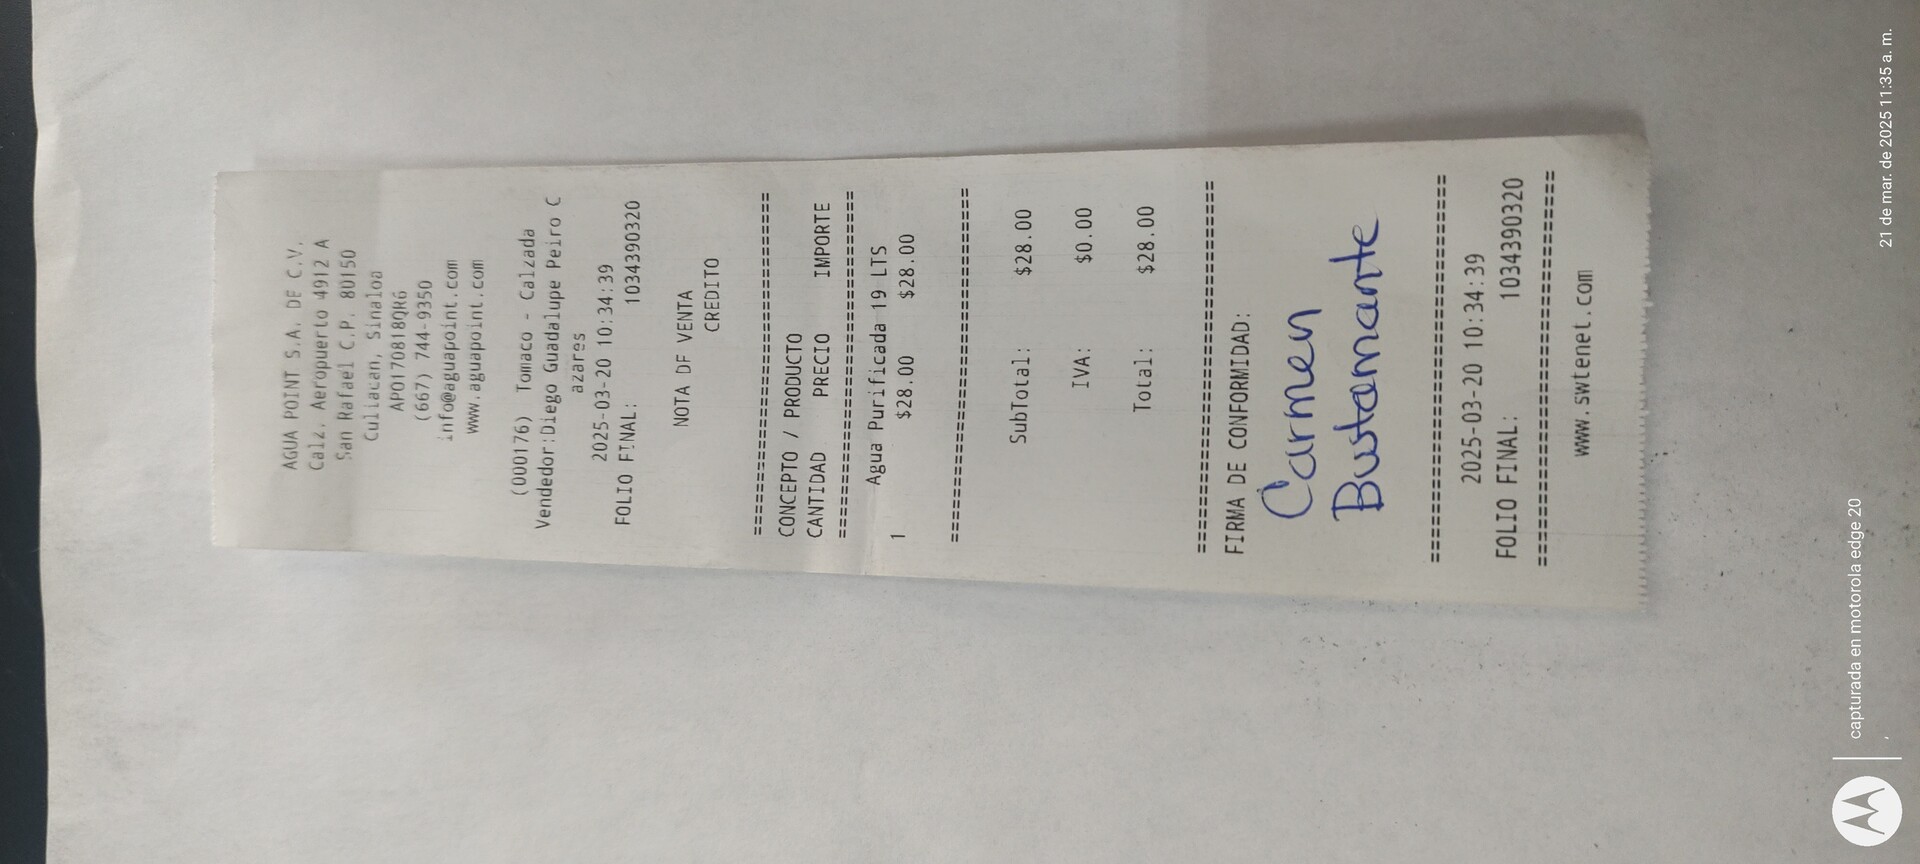 AGUA POINT S.A. DE C.V.
Calz. Aeropuerto 4912 A
San Rafael C.P. 80150
Culiacan, Sinaloa
APO170818QR6
(667) 744-9350
info@aguapoint.com
www.aguapoint.com
(000176) Tomaco - Calzada
Vendedor:Diego Guadalupe Peiro C
azares
2025-03-20 10:34:39
FOLIO FINAL: 1034390320
NOTA DE VENTA
CREDITO
================================
CONCEPTO / PRODUCTO
CANTIDAD PRECIO IMPORTE
================================
Agua Purificada 19 LTS
1 $28.00 $28.00
================================
SubTotal: $28.00
IVA: $0.00
Total: $28.00
================================
FIRMA DE CONFORMIDAD:
Carmen
Bustamante
================================
2025-03-20 10:34:39
FOLIO FINAL: 1034390320
================================
www.swtenet.com
capturada en motorola edge 20
21 de mar. de 2025 11:35 a. m.